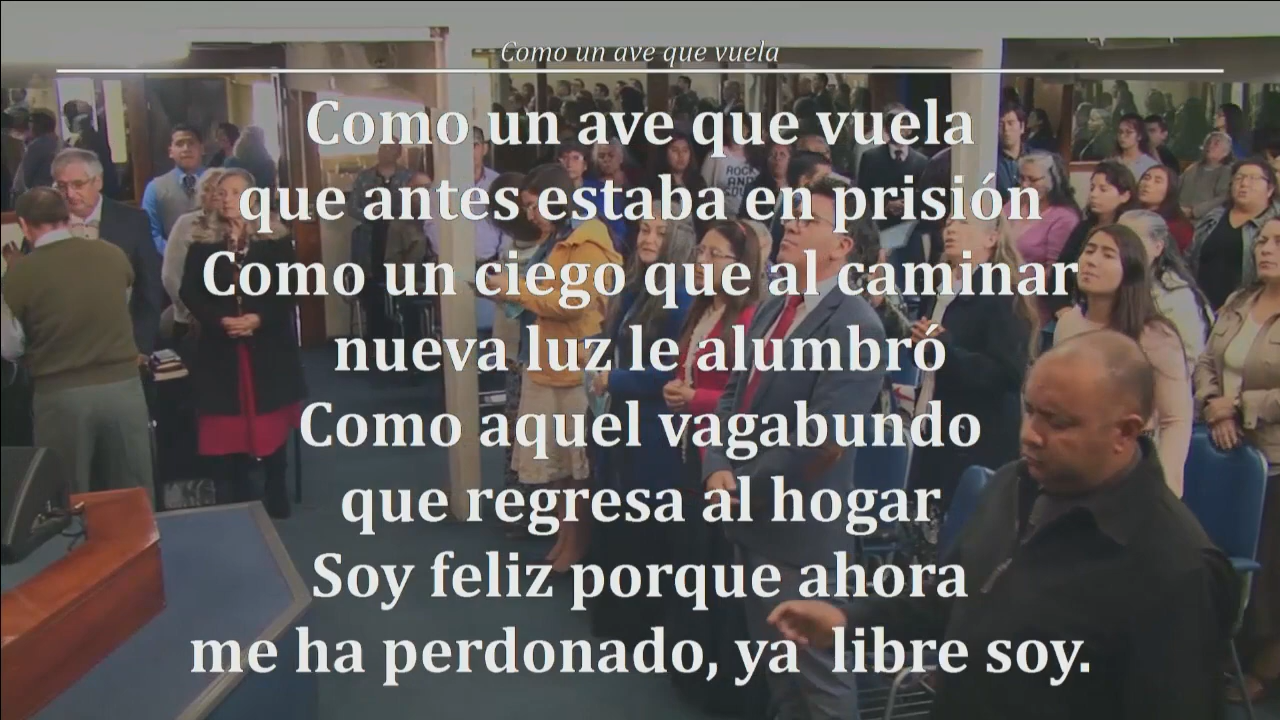 Como un ave que vuela
Como un ave que vuela
que antes estaba en prisión
Como un ciego que al caminar
nueva luz le alumbró
Como aquel vagabundo
que regresa al hogar
Soy feliz porque ahora
me ha perdonado, ya  libre soy.
ROCK
AND